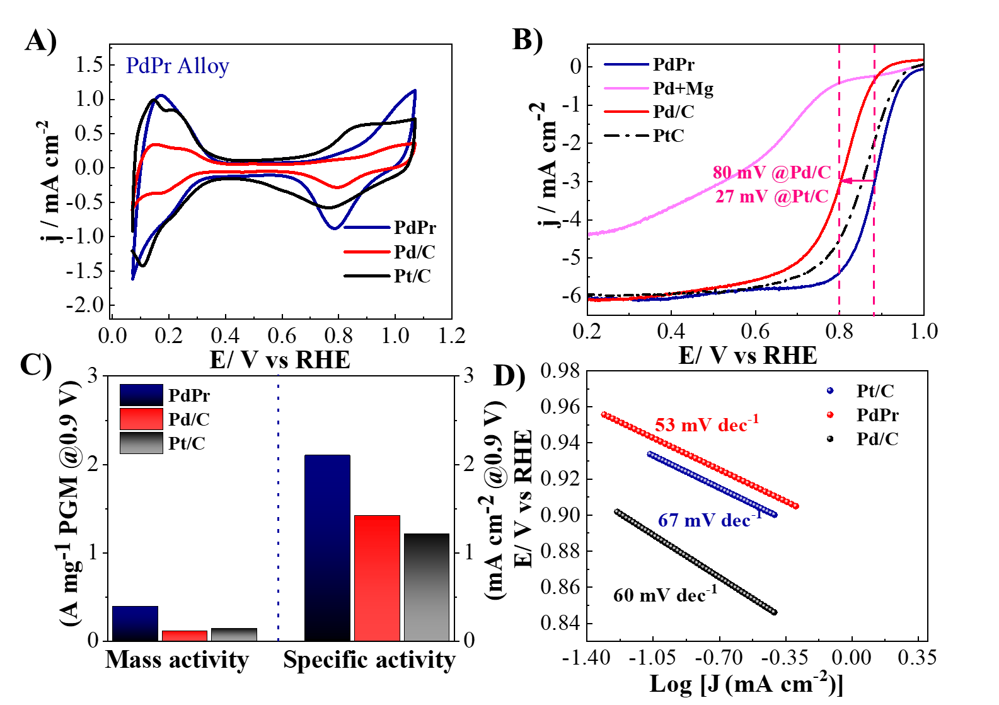 A)
PdPr Alloy
1.5
1.0
0.5
0.0
-0.5
-1.0
-1.5
-2.0
j / mA cm-2
PdPr
Pd/C
Pt/C
0.0 0.2 0.4 0.6 0.8 1.0 1.2
E/ V vs RHE
B)
0
-1
-2
-3
-4
-5
-6
j / mA cm-2
PdPr
Pd+Mg
Pd/C
PtC
80 mV @Pd/C
27 mV @Pt/C
0.2 0.4 0.6 0.8 1.0
E/ V vs RHE
C)
3
2
1
0
(A mg-1 PGM @0.9 V)
PdPr
Pd/C
Pt/C
3
2
1
0
(mA cm-2 @0.9 V)
Mass activity Specific activity
D)
0.98
0.96
0.94
0.92
0.90
0.88
0.86
0.84
E/ V vs RHE
Pt/C
PdPr
Pd/C
53 mV dec-1
67 mV dec-1
60 mV dec-1
-1.40 -1.05 -0.70 -0.35 0.00 0.35
Log [J (mA cm-2)]